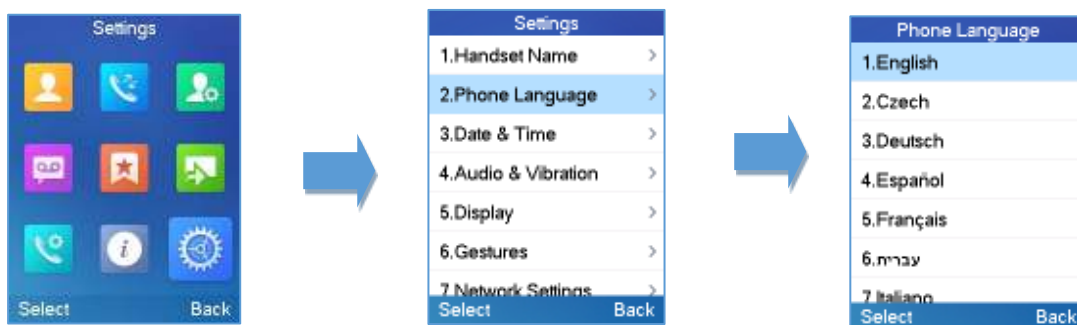 Settings
Select Back
Settings
1.Handset Name
2.Phone Language
3.Date & Time
4.Audio & Vibration
5.Display
6.Gestures
7.Network Settings
Select Back
Phone Language
1.English
2.Czech
3.Deutsch
4.Español
5.Français
6.עברית
7.Italiano
Select Back